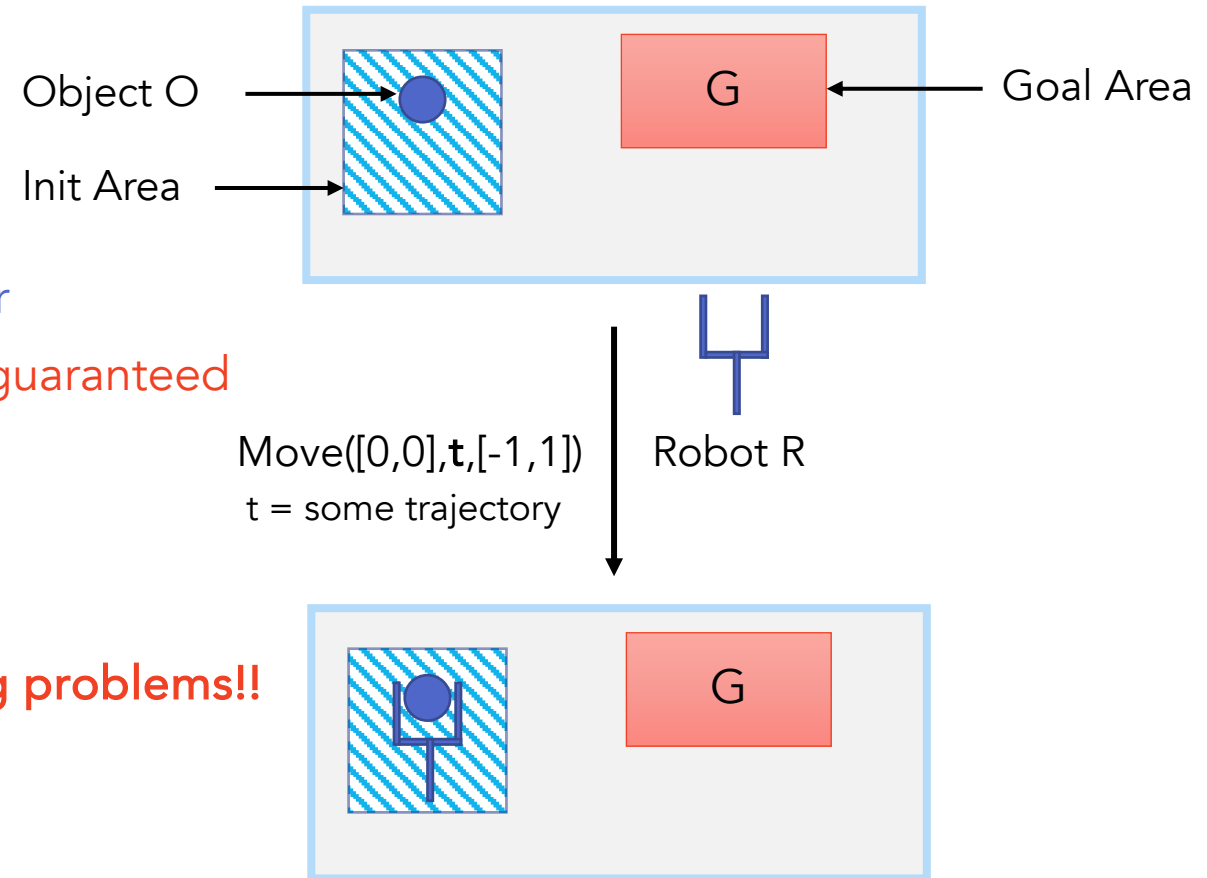 Object O
G
Goal Area
Init Area
r
guaranteed
Move([0,0],t,[-1,1])
Robot R
t = some trajectory
g problems!!
G